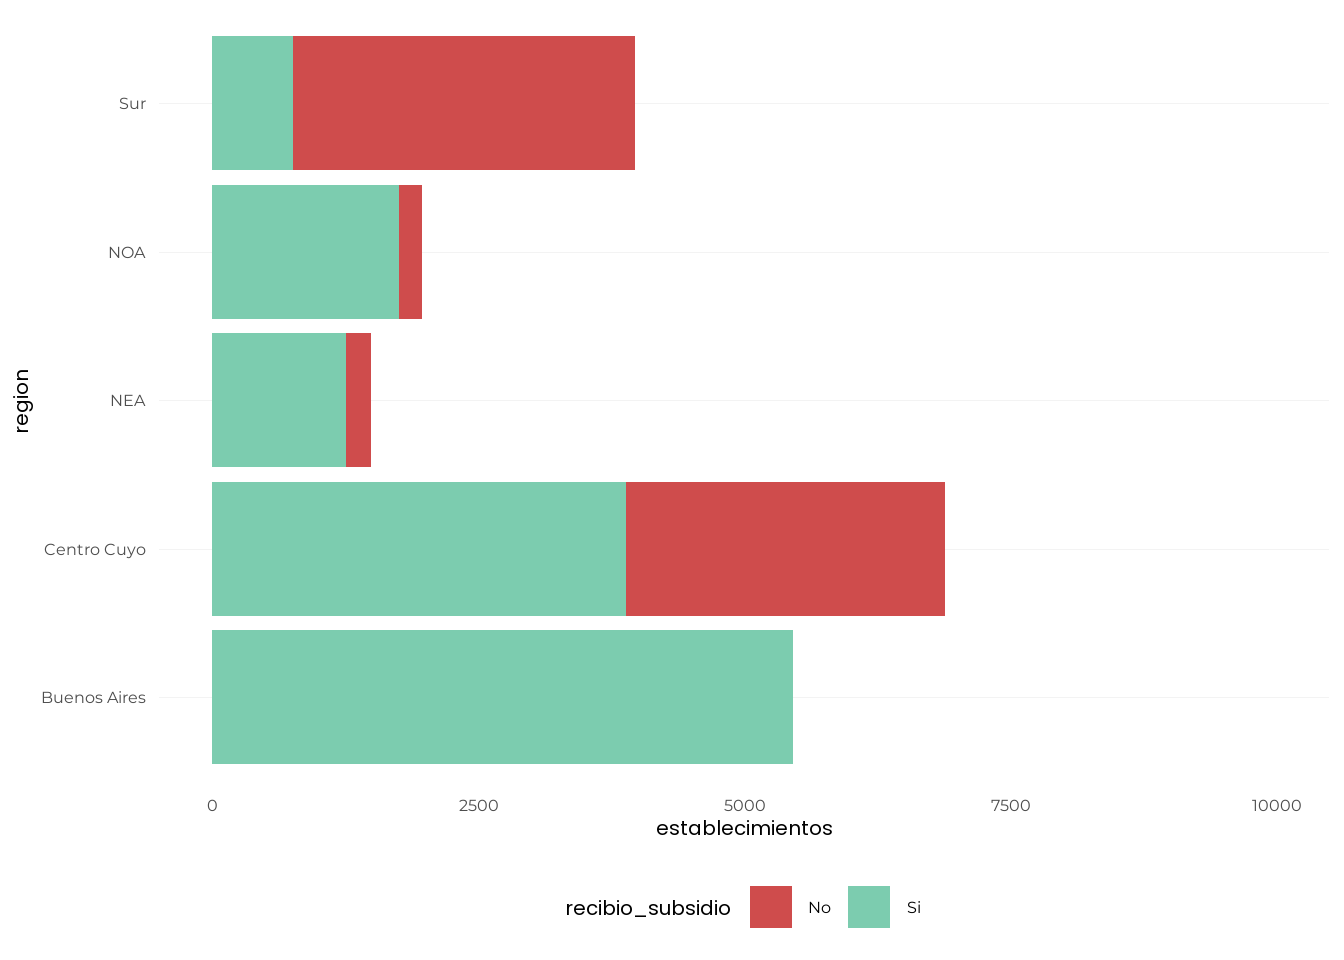 Sur
NOA
NEA
Centro Cuyo
Buenos Aires
region
0 2500 5000 7500 10000
establecimientos
recibio_subsidio No Si